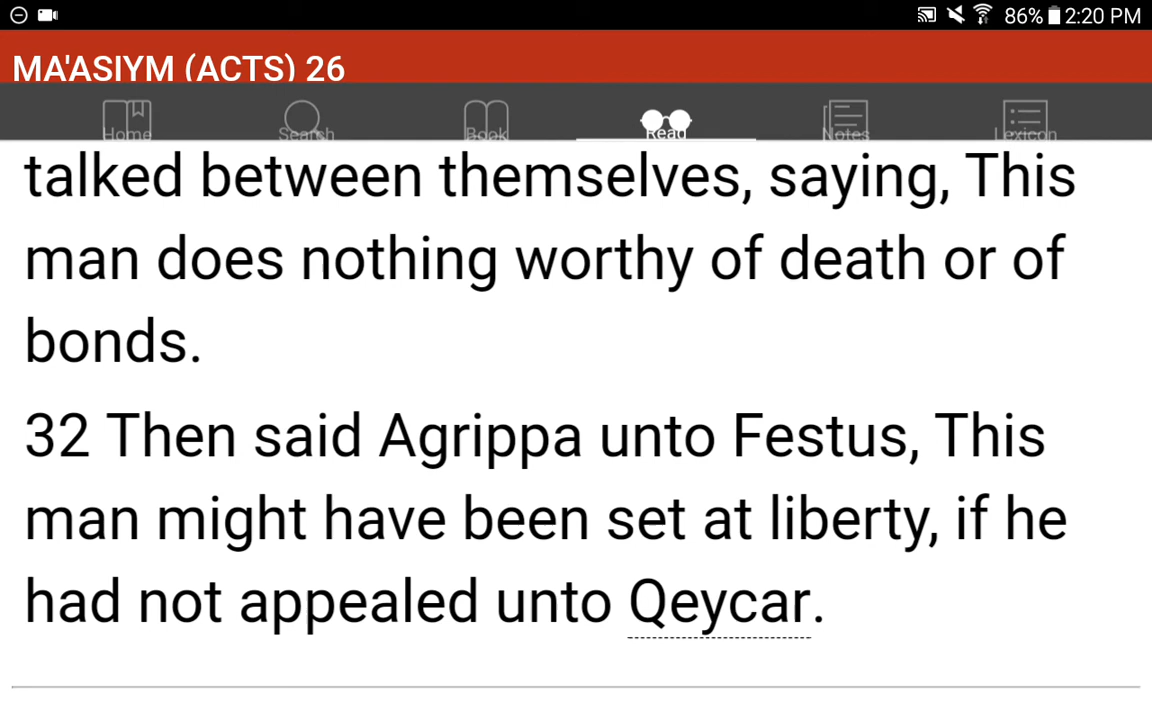 86% 2:20 PM
MA'ASIYM (ACTS) 26
Home Search Book Read Notes Lexicon
talked between themselves, saying, This
man does nothing worthy of death or of
bonds.
32 Then said Agrippa unto Festus, This
man might have been set at liberty, if he
had not appealed unto Qeycar.